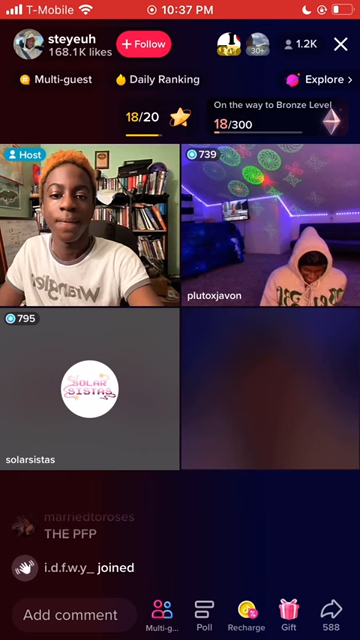 T-Mobile
10:37 PM
steyeuh
168.1K likes
+ Follow
30+
1.2K
Multi-guest
Daily Ranking
Explore >
18/20
On the way to Bronze Level
18/300
Host
739
Wrangler
plutoxjavon
795
SOLAR
SISTAS
solarsistas
marriedtoroses
THE PFP
i.d.f.w.y_ joined
Add comment
Multi-g...
Poll
Recharge
Gift
588